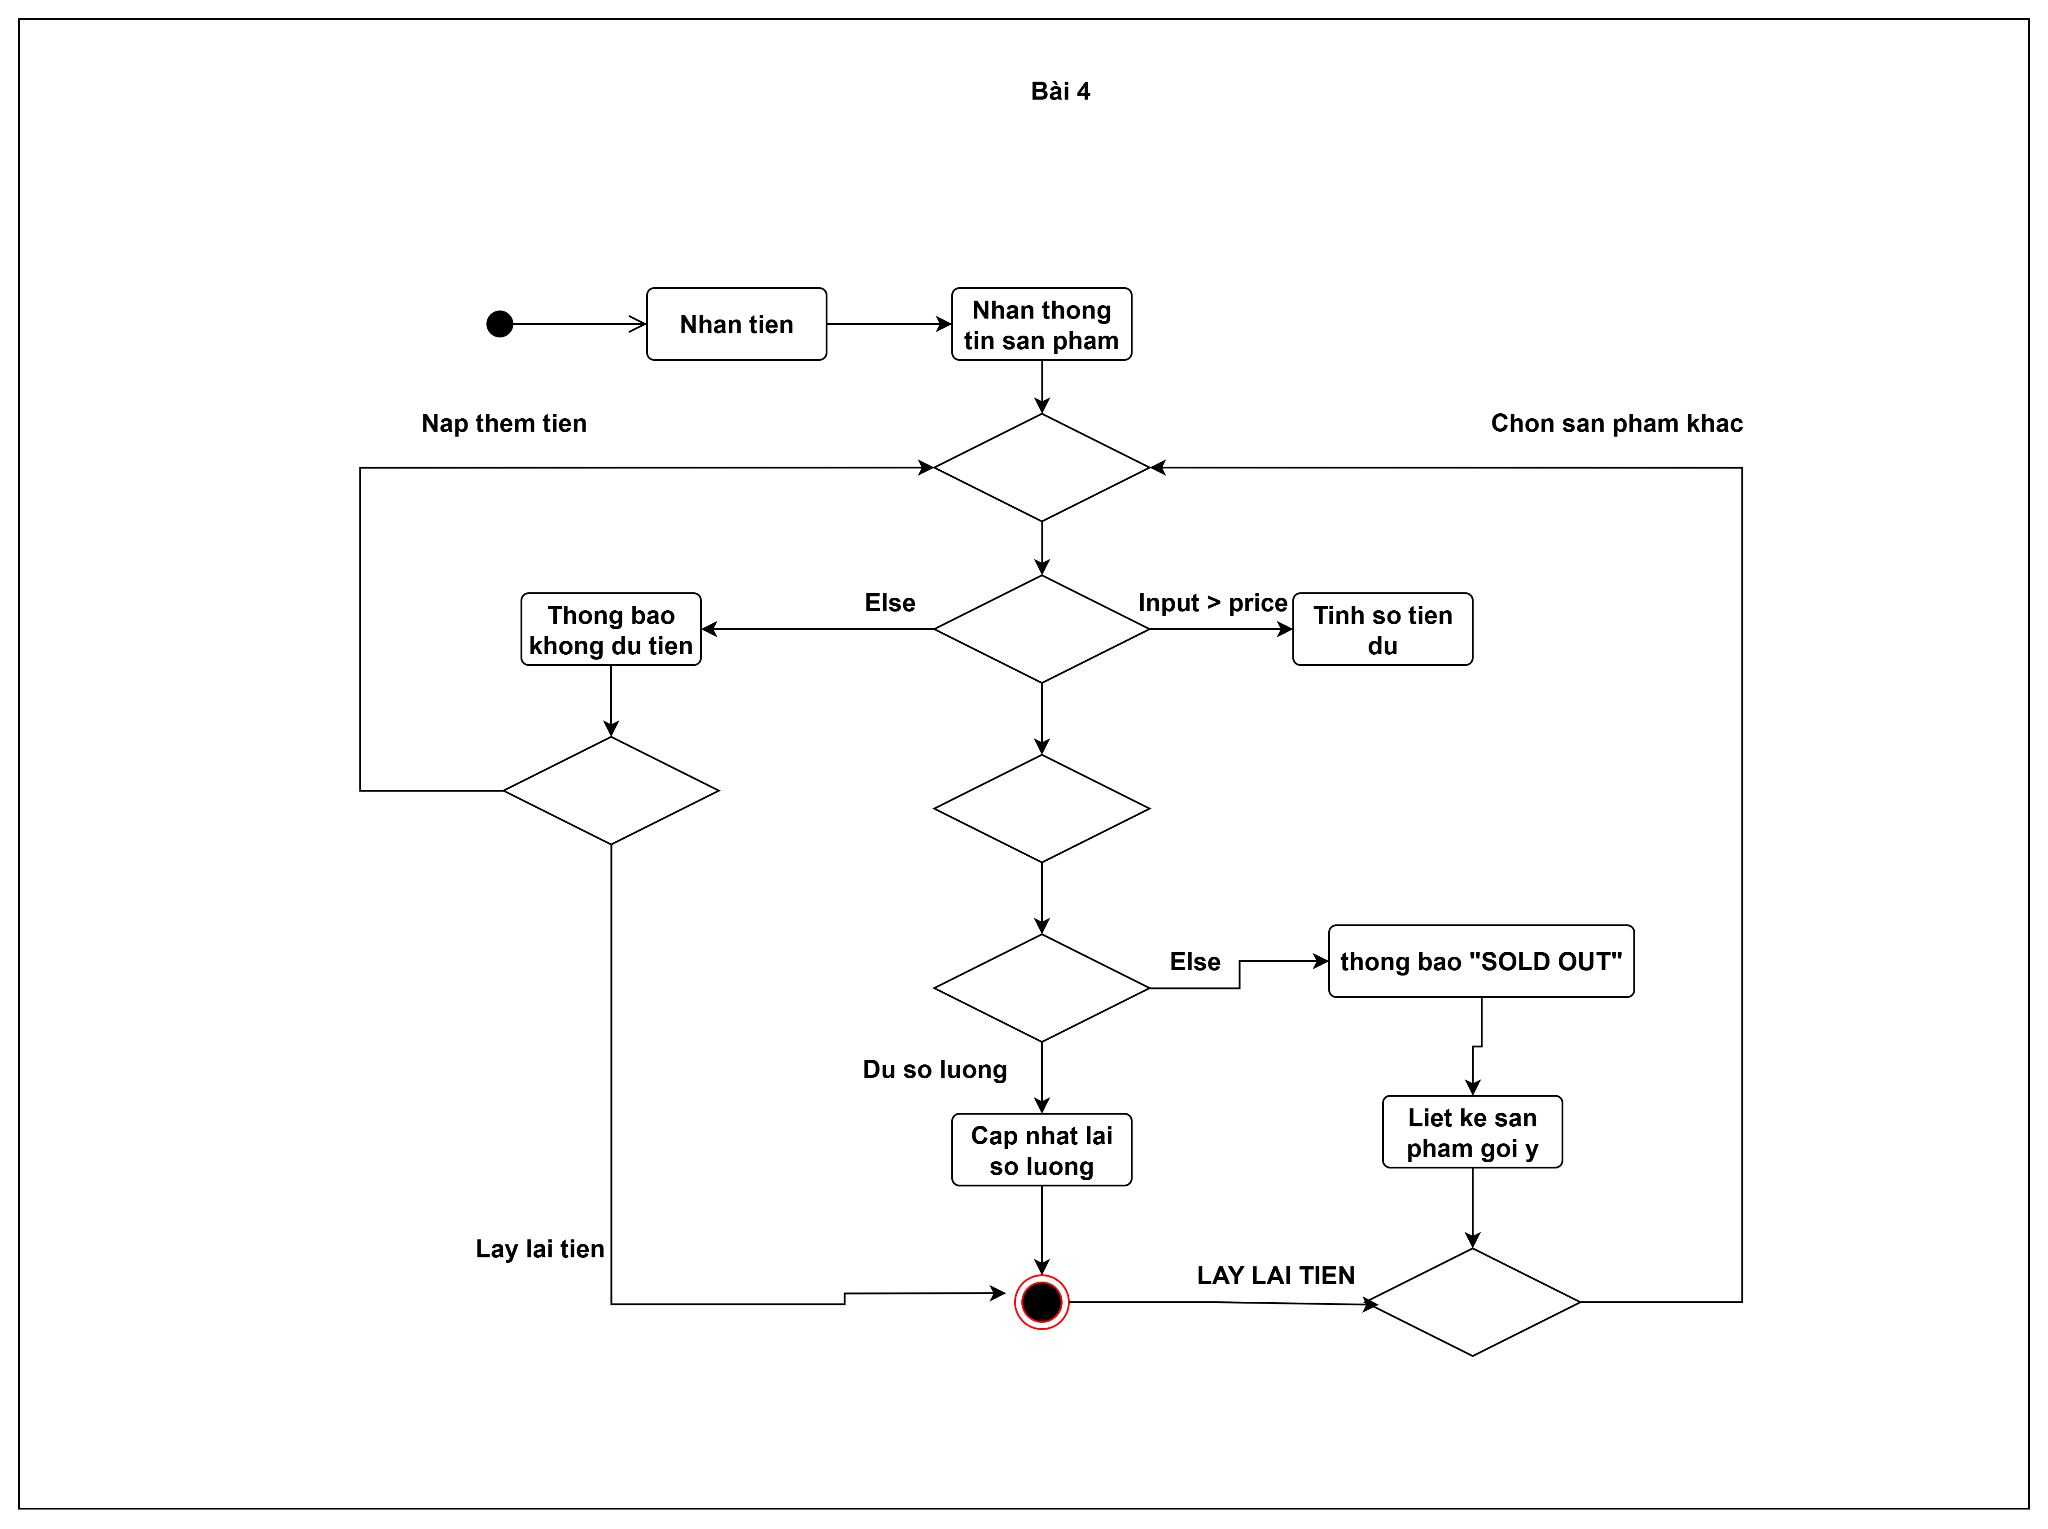 Bài 4
Nhan tien
Nhan thong
tin san pham
Nap them tien
Chon san pham khac
Thong bao
khong du tien
Else
Input > price
Tinh so tien
du
Else
thong bao "SOLD OUT"
Du so luong
Cap nhat lai
so luong
Liet ke san
pham goi y
Lay lai tien
LAY LAI TIEN